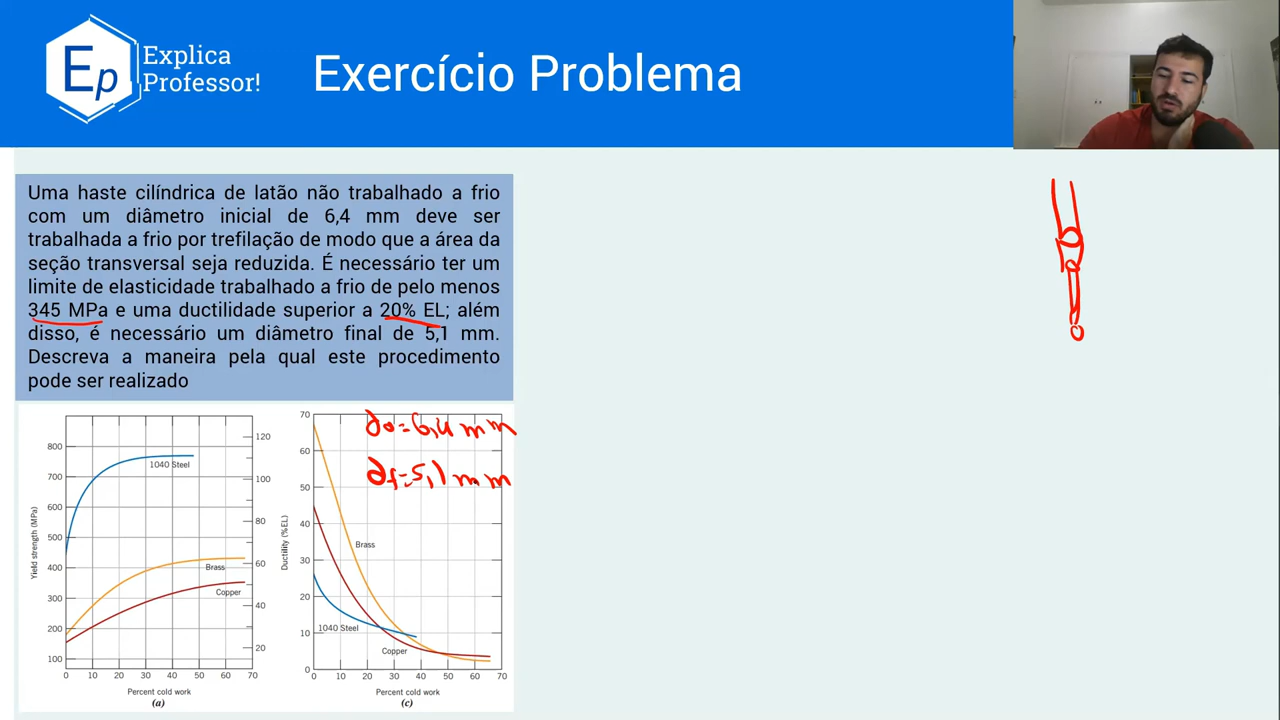 Explica
Professor!
Ep
Exercício Problema
Uma haste cilíndrica de latão não trabalhado a frio
com um diâmetro inicial de 6,4 mm deve ser
trabalhada a frio por trefilação de modo que a área da
seção transversal seja reduzida. É necessário ter um
limite de elasticidade trabalhado a frio de pelo menos
345 MPa e uma ductilidade superior a 20% EL; além
disso, é necessário um diâmetro final de 5,1 mm.
Descreva a maneira pela qual este procedimento
pode ser realizado
800
700
600
500
400
300
200
100
Yield strength (MPa)
120
100
80
60
40
20
1040 Steel
Brass
Copper
0 10 20 30 40 50 60 70
Percent cold work
(a)
70
60
50
40
30
20
10
0
Ductility (%EL)
∂o=6,4 mm
∂f=5,1 mm
Brass
1040 Steel
Copper
0 10 20 30 40 50 60 70
Percent cold work
(c)